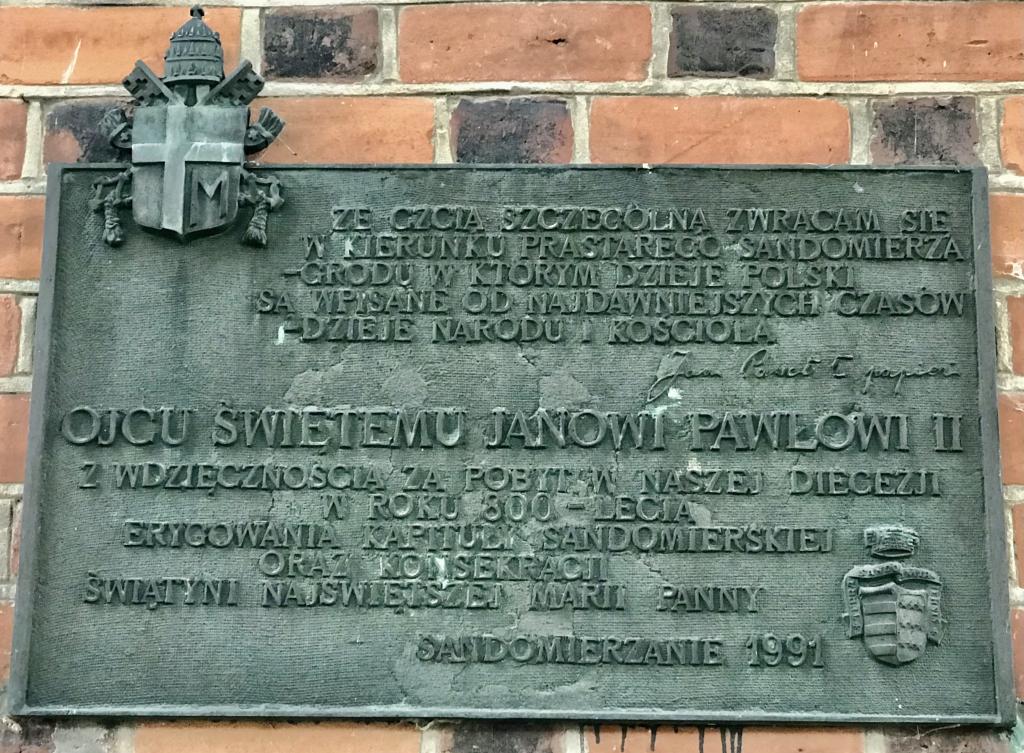 M
ZE CZCIĄ SZCZEGÓLNĄ ZWRACAM SIĘ
W KIERUNKU PRASTAREGO SANDOMIERZA
-GRODU W KTÓRYM DZIEJE POLSKI
SĄ WPISANE OD NAJDAWNIEJSZYCH CZASÓW
-DZIEJE NARODU I KOŚCIOŁA
Jan Paweł II papież
OJCU ŚWIĘTEMU JANOWI PAWŁOWI II
Z WDZIĘCZNOŚCIĄ ZA POBYT W NASZEJ DIECEZJI
W ROKU 800-LECIA
ERYGOWANIA KAPITUŁY SANDOMIERSKIEJ
ORAZ KONSEKRACJI
ŚWIĄTYNI NAJŚWIĘTSZEJ MARII PANNY
SANDOMIERZANIE 1991